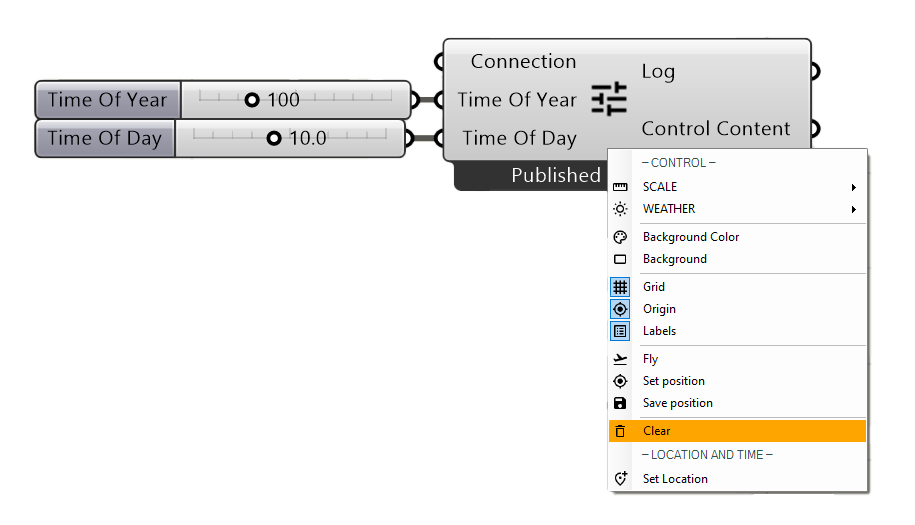 Time Of Year 100
Time Of Day 10.0
Connection
Time Of Year
Time Of Day
Log
Control Content
Published
– CONTROL –
SCALE
WEATHER
Background Color
Background
Grid
Origin
Labels
Fly
Set position
Save position
Clear
– LOCATION AND TIME –
Set Location